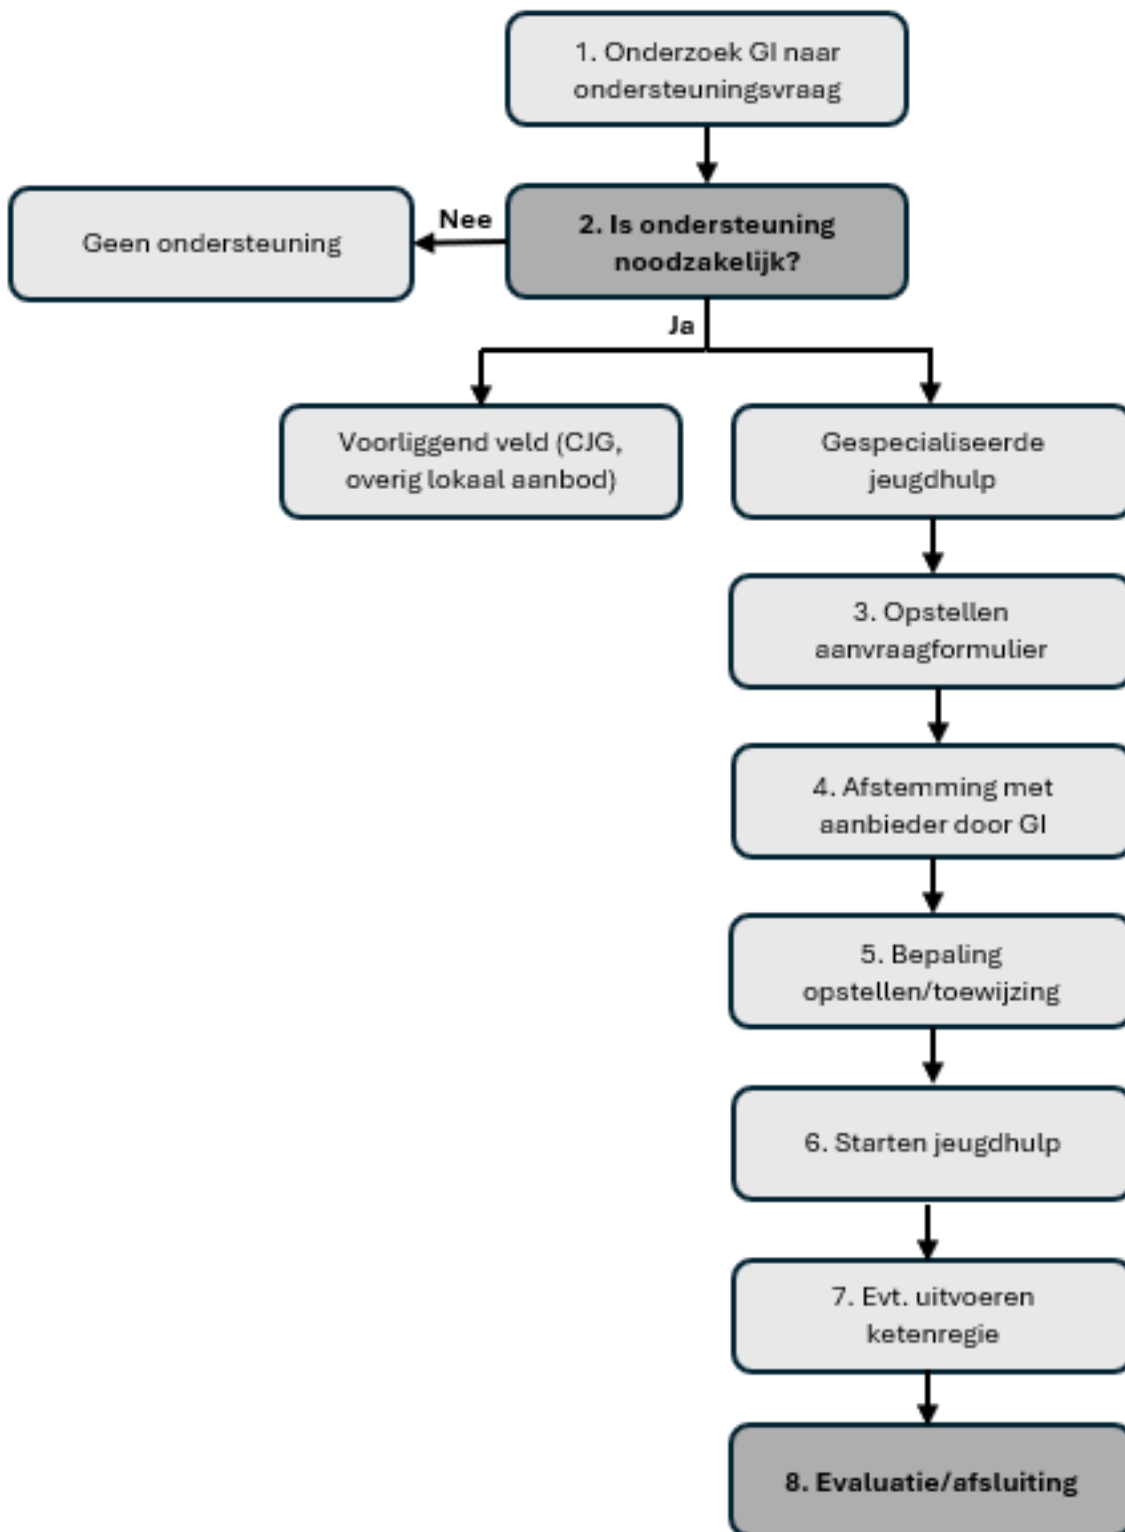 1. Onderzoek GI naar
ondersteuningsvraag
Nee
2. Is ondersteuning
noodzakelijk?
Geen ondersteuning
Ja
Voorliggend veld (CJG,
overig lokaal aanbod)
Gespecialiseerde
jeugdhulp
3. Opstellen
aanvraagformulier
4. Afstemming met
aanbieder door GI
5. Bepaling
opstellen/toewijzing
6. Starten jeugdhulp
7. Evt. uitvoeren
ketenregie
8. Evaluatie/afsluiting